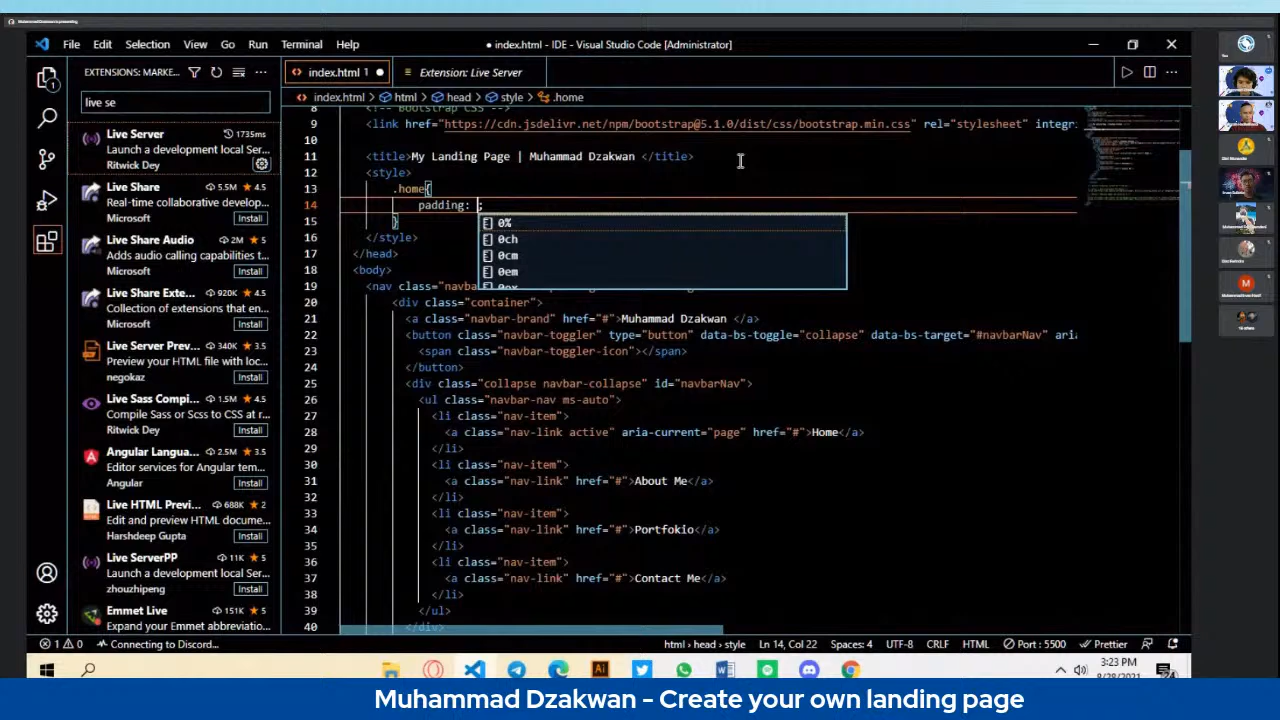 File Edit Selection View Go Run Terminal Help
● index.html - IDE - Visual Studio Code [Administrator]
EXTENSIONS: MARKE...
live se
Live Server 1735ms
Launch a development local Ser...
Ritwick Dey
Live Share 5.5M ★ 4.5
Real-time collaborative develop...
Microsoft Install
Live Share Audio 2M ★ 5
Adds audio calling capabilities t...
Microsoft Install
Live Share Exte... 920K ★ 4.5
Collection of extensions that en...
Microsoft Install
Live Server Prev... 340K ★ 3.5
Preview your HTML file with loc...
negokaz Install
Live Sass Compi... 1.5M ★ 4.5
Compile Sass or Scss to CSS at r...
Ritwick Dey Install
Angular Langua... 2.5M ★ 3.5
Editor services for Angular tem...
Angular Install
Live HTML Previ... 688K ★ 2
Edit and preview HTML docume...
Harshdeep Gupta Install
Live ServerPP 11K ★ 5
Launch a development local Ser...
zhouzhipeng Install
Emmet Live 151K ★ 5
Expand your Emmet abbreviatio...
index.html 1 ● Extension: Live Server
index.html > html > head > style > .home
8 <!-- Bootstrap CSS -->
9 <link href="https://cdn.jsdelivr.net/npm/bootstrap@5.1.0/dist/css/bootstrap.min.css" rel="stylesheet" integr
10
11 <title>My Landing Page | Muhammad Dzakwan </title>
12 <style>
13 .home{
14 padding: ;
0%
0ch
0cm
0em
0ex
15 }
16 </style>
17 </head>
18 <body>
19 <nav class="navba
20 <div class="container">
21 <a class="navbar-brand" href="#">Muhammad Dzakwan </a>
22 <button class="navbar-toggler" type="button" data-bs-toggle="collapse" data-bs-target="#navbarNav" aria
23 <span class="navbar-toggler-icon"></span>
24 </button>
25 <div class="collapse navbar-collapse" id="navbarNav">
26 <ul class="navbar-nav ms-auto">
27 <li class="nav-item">
28 <a class="nav-link active" aria-current="page" href="#">Home</a>
29 </li>
30 <li class="nav-item">
31 <a class="nav-link" href="#">About Me</a>
32 </li>
33 <li class="nav-item">
34 <a class="nav-link" href="#">Portfokio</a>
35 </li>
36 <li class="nav-item">
37 <a class="nav-link" href="#">Contact Me</a>
38 </li>
39 </ul>
40 </div>
1 0 Connecting to Discord... html › head › style Ln 14, Col 22 Spaces: 4 UTF-8 CRLF HTML Port : 5500 Prettier
3:23 PM
8/28/2021
Muhammad Dzakwan - Create your own landing page